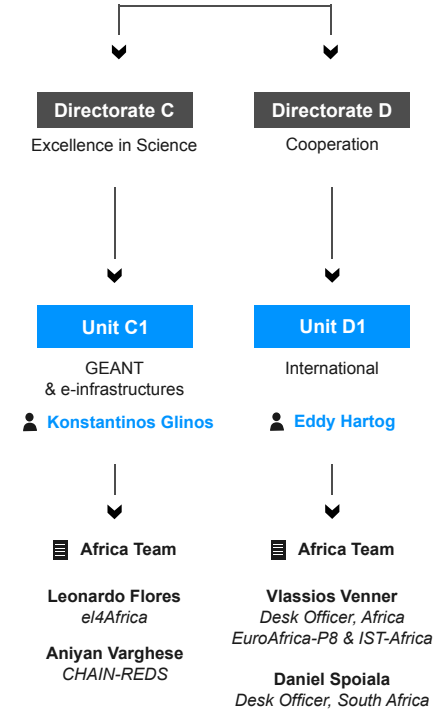 Directorate C
Excellence in Science
Unit C1
GEANT
& e-infrastructures
Konstantinos Glinos
Africa Team
Leonardo Flores
eI4Africa
Aniyan Varghese
CHAIN-REDS
Directorate D
Cooperation
Unit D1
International
Eddy Hartog
Africa Team
Vlassios Venner
Desk Officer, Africa
EuroAfrica-P8 & IST-Africa
Daniel Spoiala
Desk Officer, South Africa